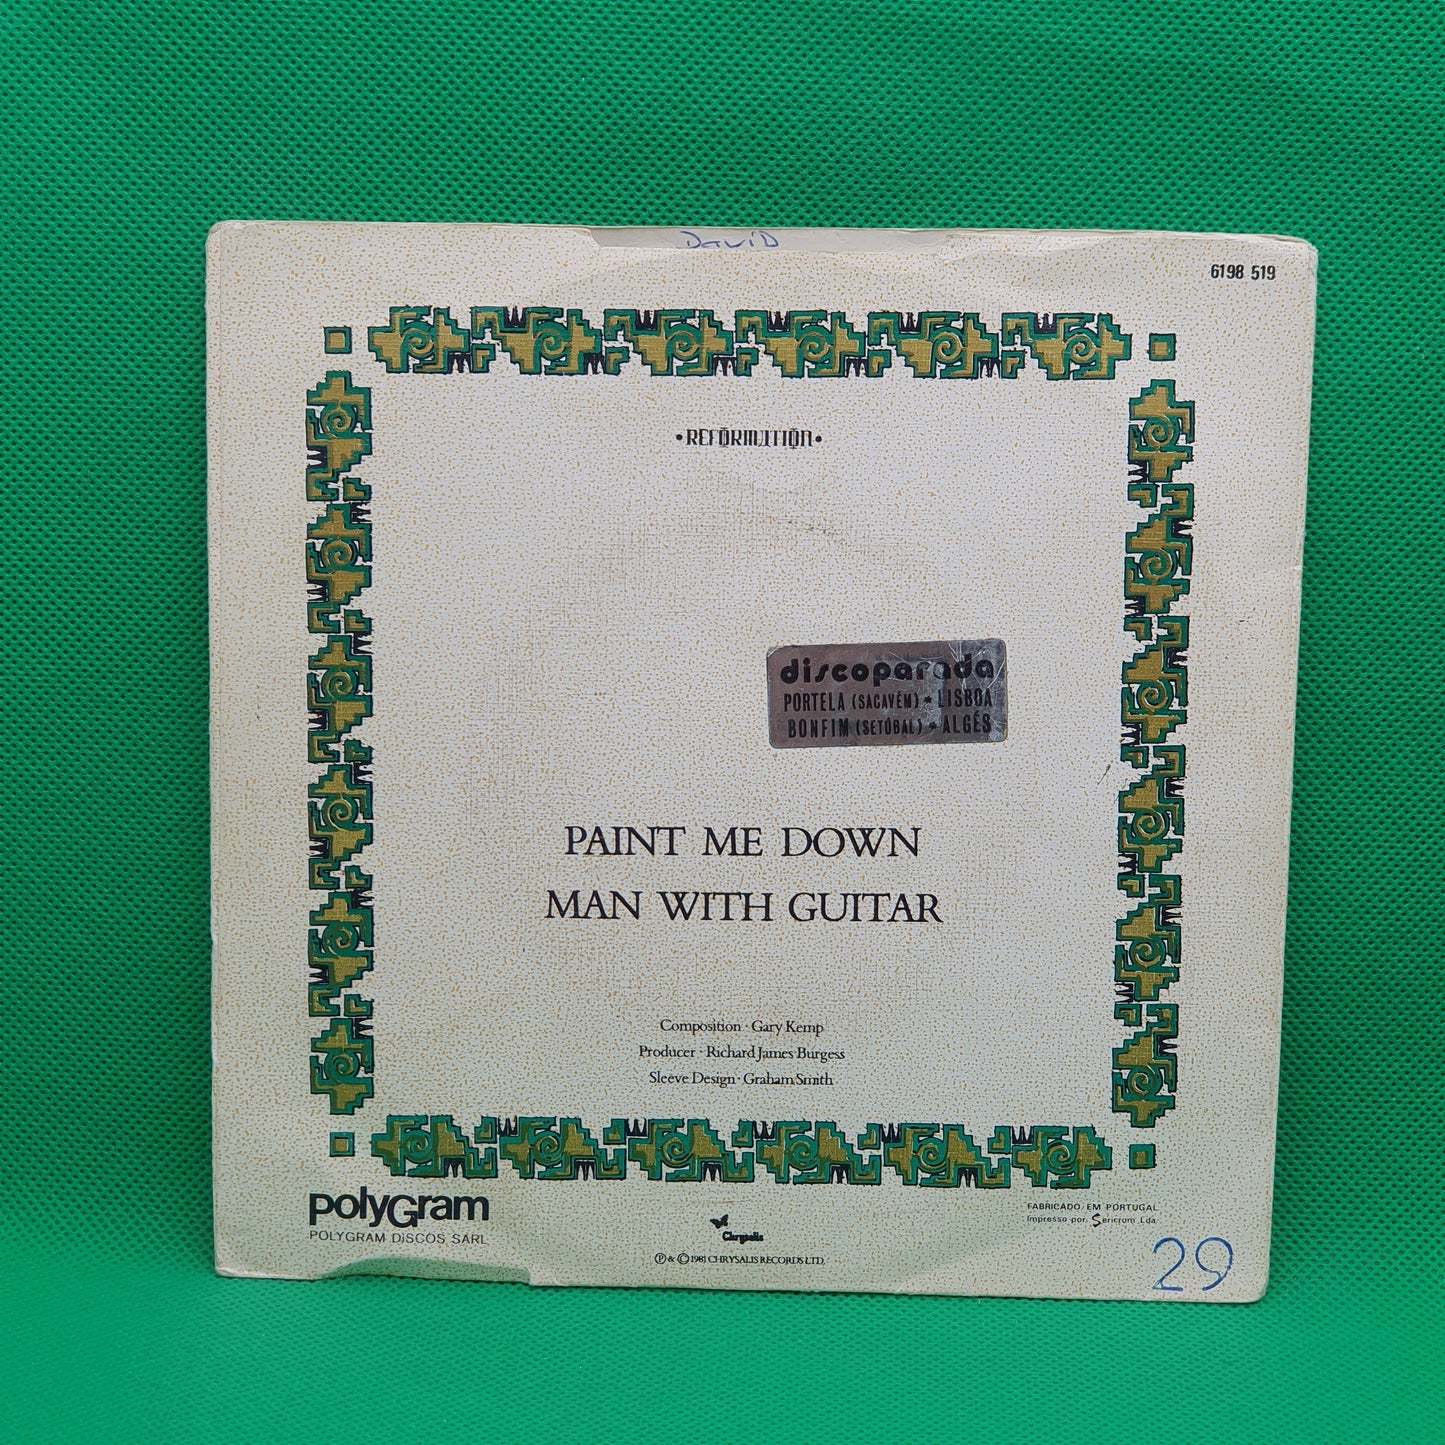 DaviD
6198 519
•REFORMATION•
discoparada
PORTELA (SACAVÉM) * LISBOA
BONFIM (SETÚBAL) * ALGÉS
PAINT ME DOWN
MAN WITH GUITAR
Composition · Gary Kemp
Producer · Richard James Burgess
Sleeve Design · Graham Smith
polyGram
POLYGRAM DiSCOS SARL
Chrysalis
Ⓟ & © 1981 CHRYSALIS RECORDS LTD.
FABRICADO EM PORTUGAL
Impresso por Sericrom Lda.
29